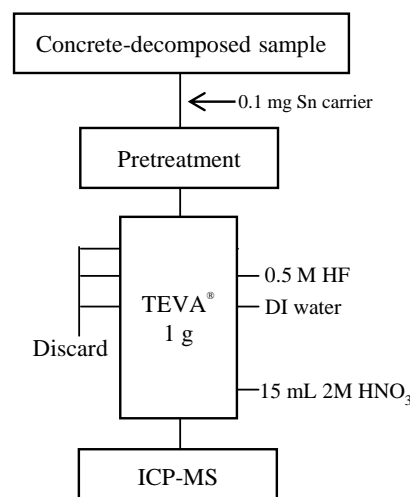 Concrete-decomposed sample
0.1 mg Sn carrier
Pretreatment
0.5 M HF
TEVA®
DI water
1 g
Discard
15 mL 2M HNO₃
ICP-MS